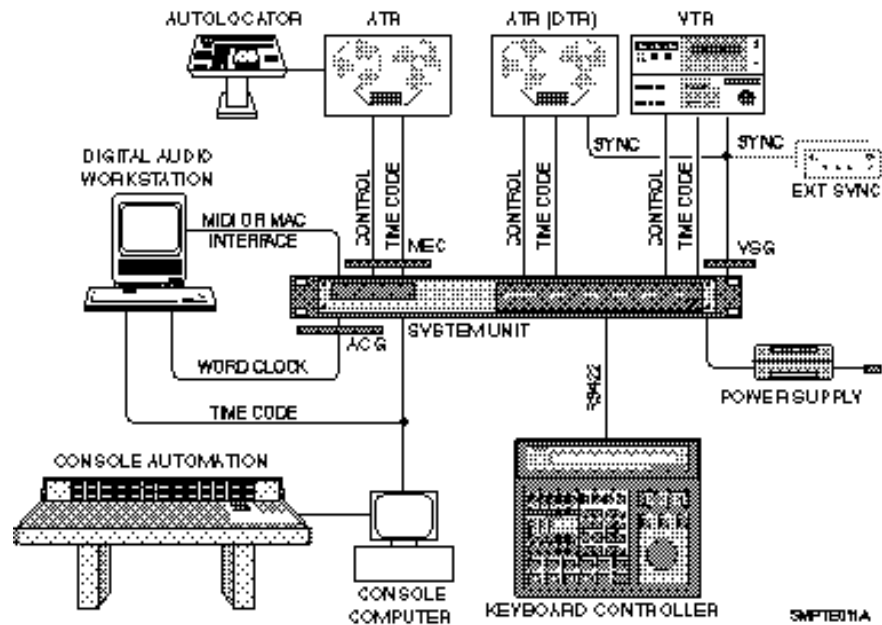 AUTOLOCATOR
ATR
ATR (DTR)
VTR
SYNC
SYNC
EXT SYNC
DIGITAL AUDIO
WORKSTATION
MIDI OR MAC
INTERFACE
CONTROL
TIME CODE
CONTROL
TIME CODE
CONTROL
TIME CODE
MEC
VSG
ACG
SYSTEM UNIT
WORD CLOCK
TIME CODE
RS422
POWER SUPPLY
CONSOLE AUTOMATION
CONSOLE
COMPUTER
KEYBOARD CONTROLLER
SMPTE011A